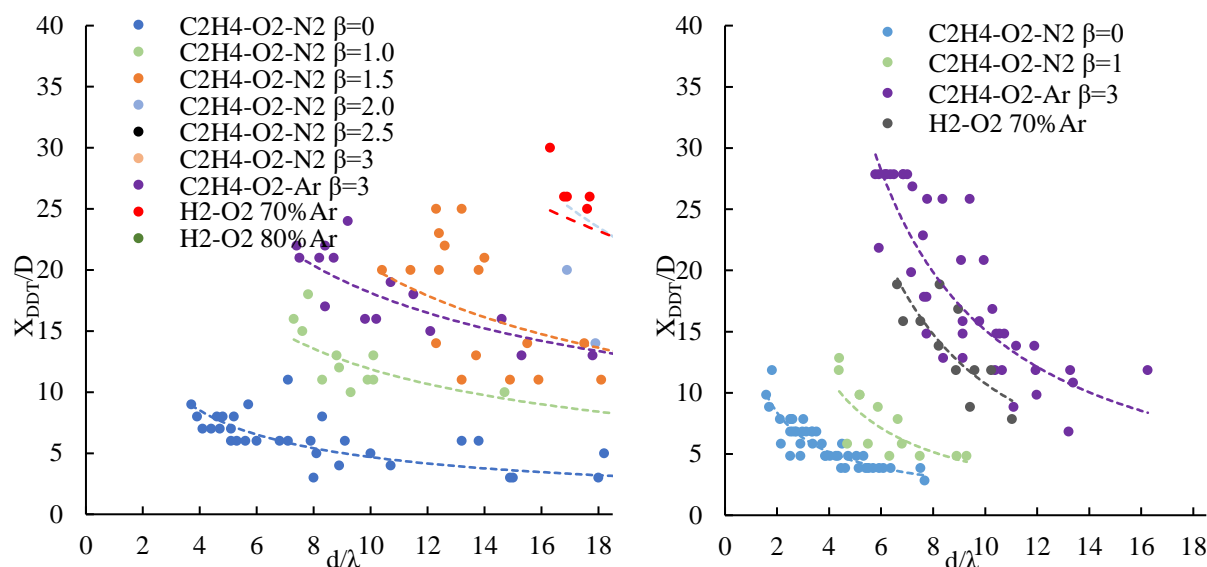 40
35
30
25
20
15
10
5
0
X_DDT/D
C2H4-O2-N2 β=0
C2H4-O2-N2 β=1.0
C2H4-O2-N2 β=1.5
C2H4-O2-N2 β=2.0
C2H4-O2-N2 β=2.5
C2H4-O2-N2 β=3
C2H4-O2-Ar β=3
H2-O2 70%Ar
H2-O2 80%Ar
0 2 4 6 8 10 12 14 16 18
d/λ
40
35
30
25
20
15
10
5
0
X_DDT/D
C2H4-O2-N2 β=0
C2H4-O2-N2 β=1
C2H4-O2-Ar β=3
H2-O2 70%Ar
0 2 4 6 8 10 12 14 16 18
d/λ